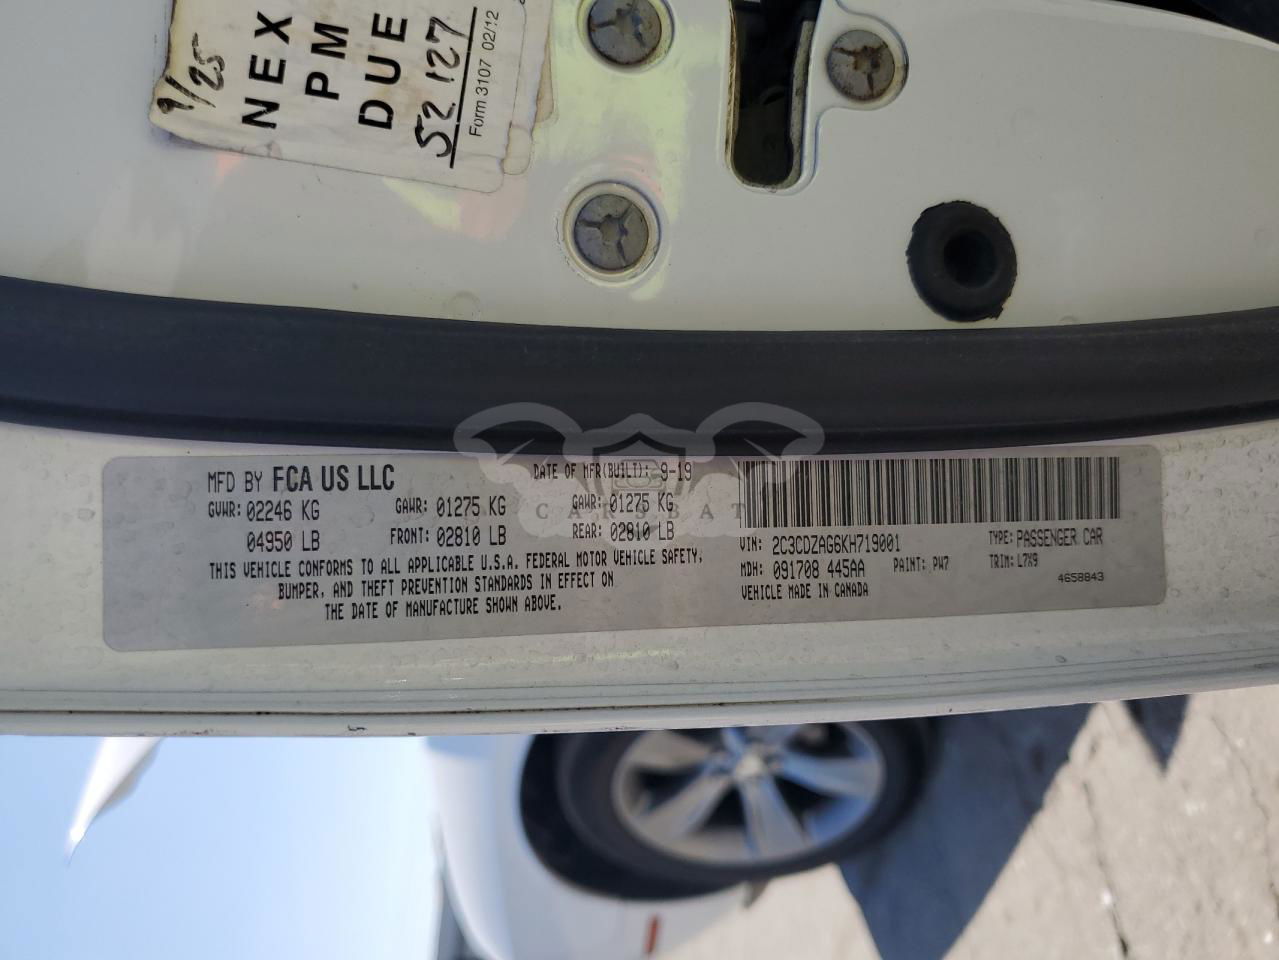 9/25
NEX
PM
DUE
52,127
Form 3107 02/12
MFD BY FCA US LLC
DATE OF MFR(BUILT): 9-19
GVWR: 02246 KG
GAWR: 01275 KG
GAWR: 01275 KG
04950 LB
FRONT: 02810 LB
REAR: 02810 LB
THIS VEHICLE CONFORMS TO ALL APPLICABLE U.S.A. FEDERAL MOTOR VEHICLE SAFETY,
BUMPER, AND THEFT PREVENTION STANDARDS IN EFFECT ON
THE DATE OF MANUFACTURE SHOWN ABOVE.
VIN: 2C3CDZAG6KH719001
TYPE: PASSENGER CAR
MDH: 091708 445AA
PAINT: PW7
TRIM: L7X9
VEHICLE MADE IN CANADA
4658843
CARSBAT